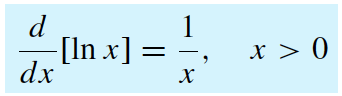 d/dx [ln x] = 1/x, x > 0